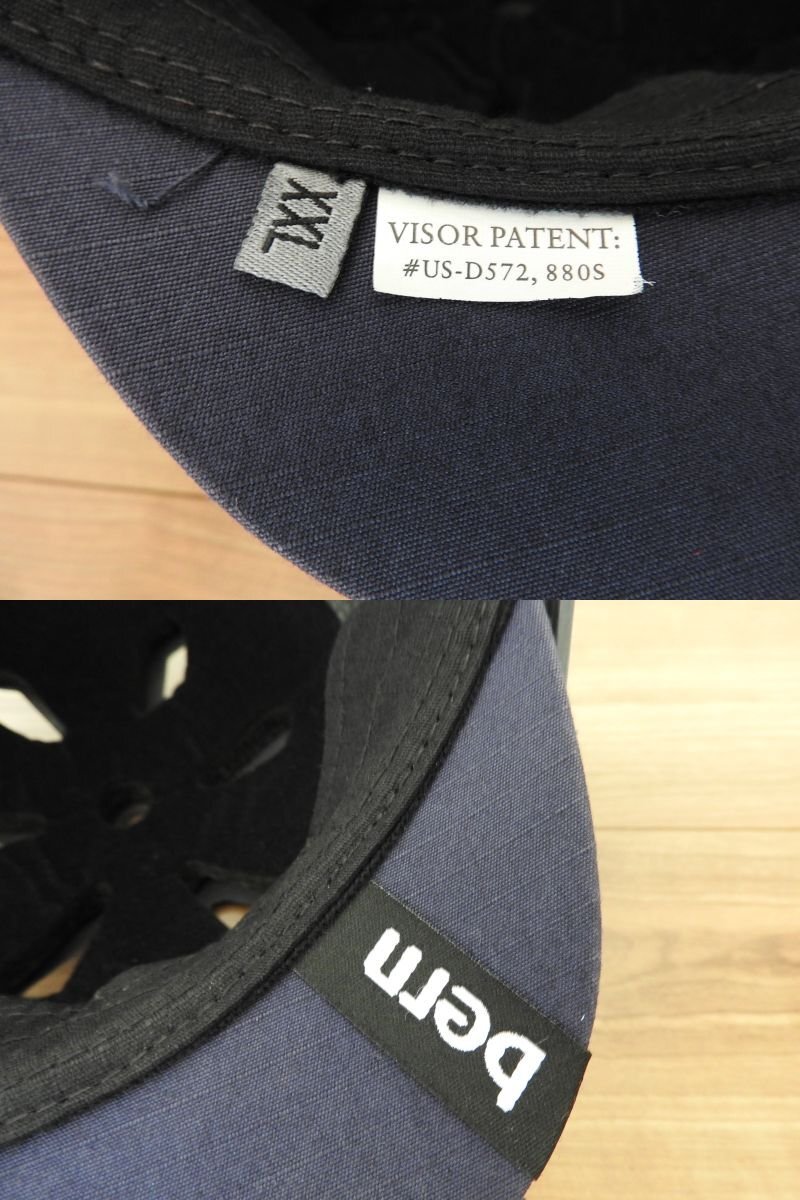 XXL
VISOR PATENT:
#US-D572, 880S
bern